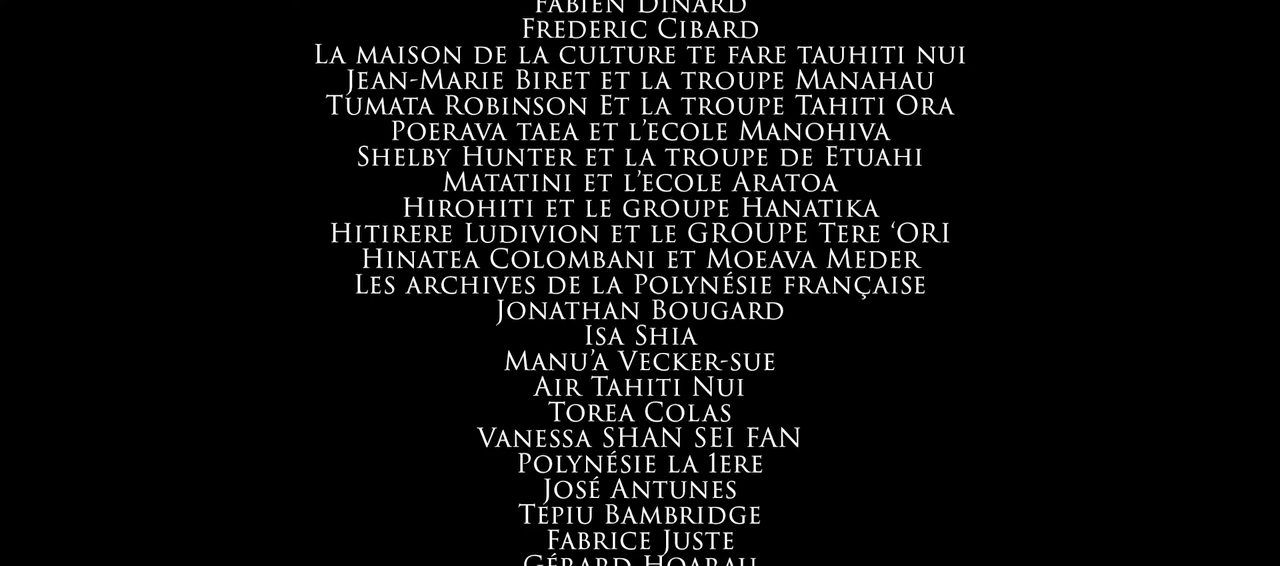 Fabien Dinard
Frederic Cibard
La maison de la culture te fare tauhiti nui
Jean-Marie Biret et la troupe Manahau
Tumata Robinson Et la troupe Tahiti Ora
Poerava taea et l’ecole Manohiva
Shelby Hunter et la troupe de Etuahi
Matatini et l’ecole Aratoa
Hirohiti et le groupe Hanatika
Hitirere Ludivion et le GROUPE Tere ‘ORI
Hinatea Colombani et Moeava Meder
Les archives de la Polynésie française
Jonathan Bougard
Isa Shia
Manu’a Vecker-sue
Air Tahiti Nui
Torea Colas
Vanessa SHAN SEI FAN
Polynésie la 1ere
José Antunes
Tepiu Bambridge
Fabrice Juste
Gérard Hoarau